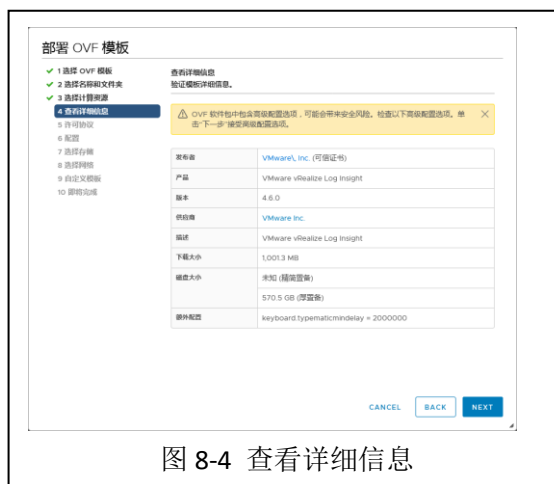 部署 OVF 模板
1 选择 OVF 模板
2 选择名称和文件夹
3 选择计算资源
4 查看详细信息
5 许可协议
6 配置
7 选择存储
8 选择网络
9 自定义模板
10 即将完成
查看详细信息
验证模板详细信息。
OVF 软件包中包含高级配置选项，可能会带来安全风险。检查以下高级配置选项。单
击“下一步”接受高级配置选项。
发布者 VMware\, Inc. (可信证书)
产品 VMware vRealize Log Insight
版本 4.6.0
供应商 VMware Inc.
描述 VMware vRealize Log Insight
下载大小 1,001.3 MB
磁盘大小 未知 (精简置备)
570.5 GB (厚置备)
额外配置 keyboard.typematicmindelay = 2000000
CANCEL BACK NEXT
图 8-4 查看详细信息